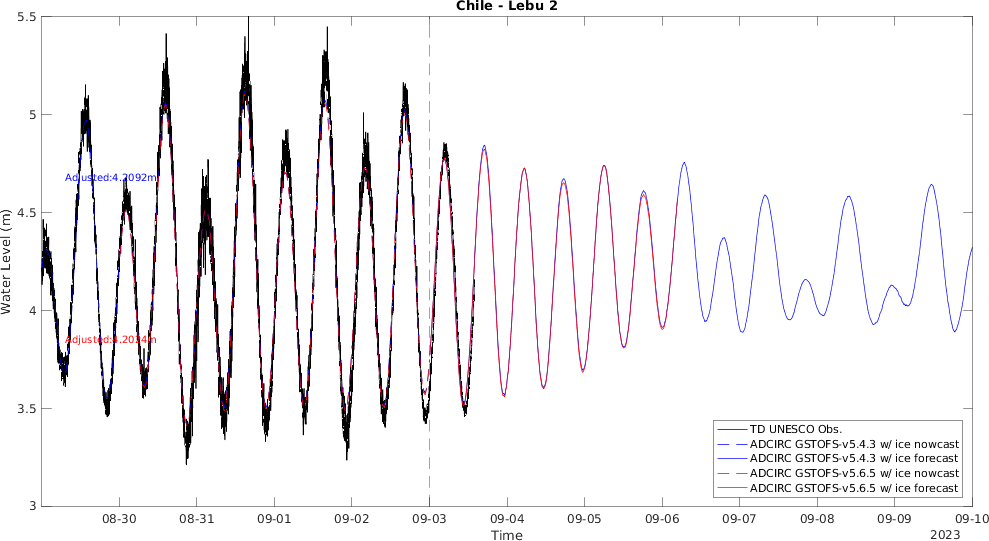 Chile - Lebu 2
5.5
5
4.5
4
3.5
3
Water Level (m)
Adjusted:4.2092m
Adjusted:4.2034m
TD UNESCO Obs.
ADCIRC GSTOFS-v5.4.3 w/ ice nowcast
ADCIRC GSTOFS-v5.4.3 w/ ice forecast
ADCIRC GSTOFS-v5.6.5 w/ ice nowcast
ADCIRC GSTOFS-v5.6.5 w/ ice forecast
08-30 08-31 09-01 09-02 09-03 09-04 09-05 09-06 09-07 09-08 09-09 09-10
Time
2023